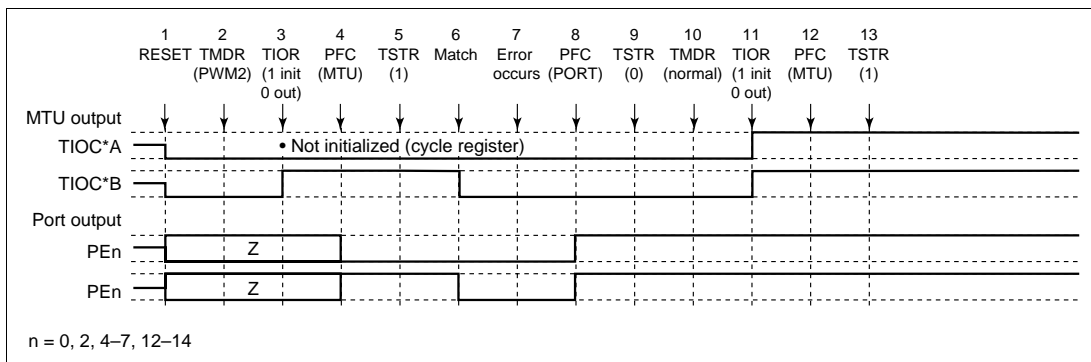 1 2 3 4 5 6 7 8 9 10 11 12 13
RESET TMDR TIOR PFC TSTR Match Error PFC TSTR TMDR TIOR PFC TSTR
(PWM2) (1 init (MTU) (1) occurs (PORT) (0) (normal) (1 init (MTU) (1)
0 out) 0 out)
MTU output
TIOC*A • Not initialized (cycle register)
TIOC*B
Port output
PEn Z
PEn Z
n = 0, 2, 4–7, 12–14